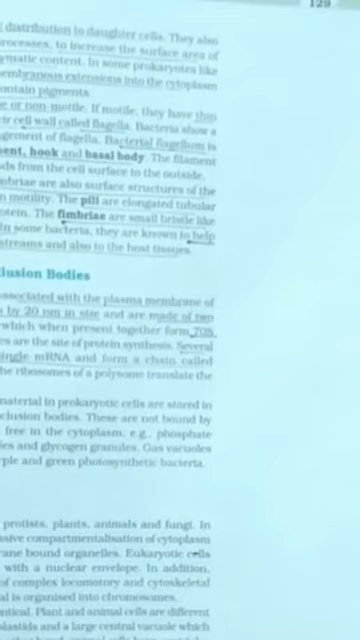 129
distribution to daughter cells. They also
rocesses, to increase the surface area of
ymatic content. In some prokaryotes like
embranous extensions into the cytoplasm
ontain pigments.
e or non-motile. If motile, they have thin
eir cell wall called flagella. Bacteria show a
gement of flagella. Bacterial flagellum is
ent, hook and basal body. The filament
ds from the cell surface to the outside.
mbriae are also surface structures of the
n motility. The pili are elongated tubular
otein. The fimbriae are small bristle like
In some bacteria, they are known to help
streams and also to the host tissues.
lusion Bodies
associated with the plasma membrane of
by 20 nm in size and are made of two
which when present together form 70S
es are the site of protein synthesis. Several
ingle mRNA and form a chain called
he ribosomes of a polysome translate the
material in prokaryotic cells are stored in
clusion bodies. These are not bound by
free in the cytoplasm, e.g., phosphate
les and glycogen granules. Gas vacuoles
rple and green photosynthetic bacteria.
protists, plants, animals and fungi. In
nsive compartmentalisation of cytoplasm
rane bound organelles. Eukaryotic cells
with a nuclear envelope. In addition,
of complex locomotory and cytoskeletal
al is organised into chromosomes.
ntical. Plant and animal cells are different
plastids and a large central vacuole which